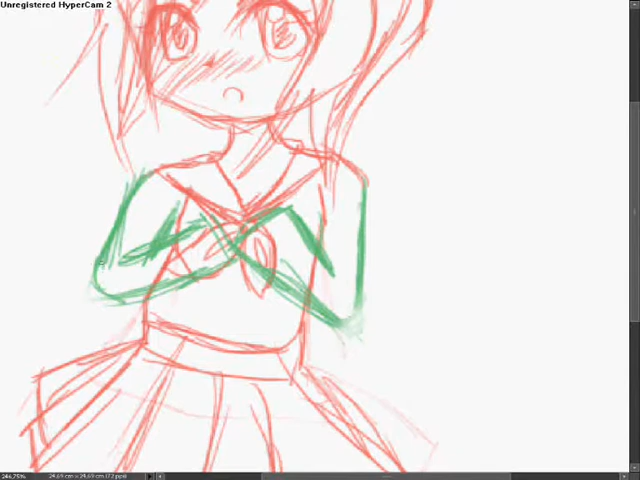 Unregistered HyperCam 2
246.75% 24.69 cm x 24.69 cm (72 ppi)